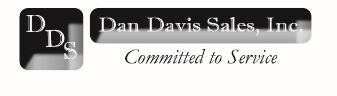 DDS
Dan Davis Sales, Inc.
Committed to Service